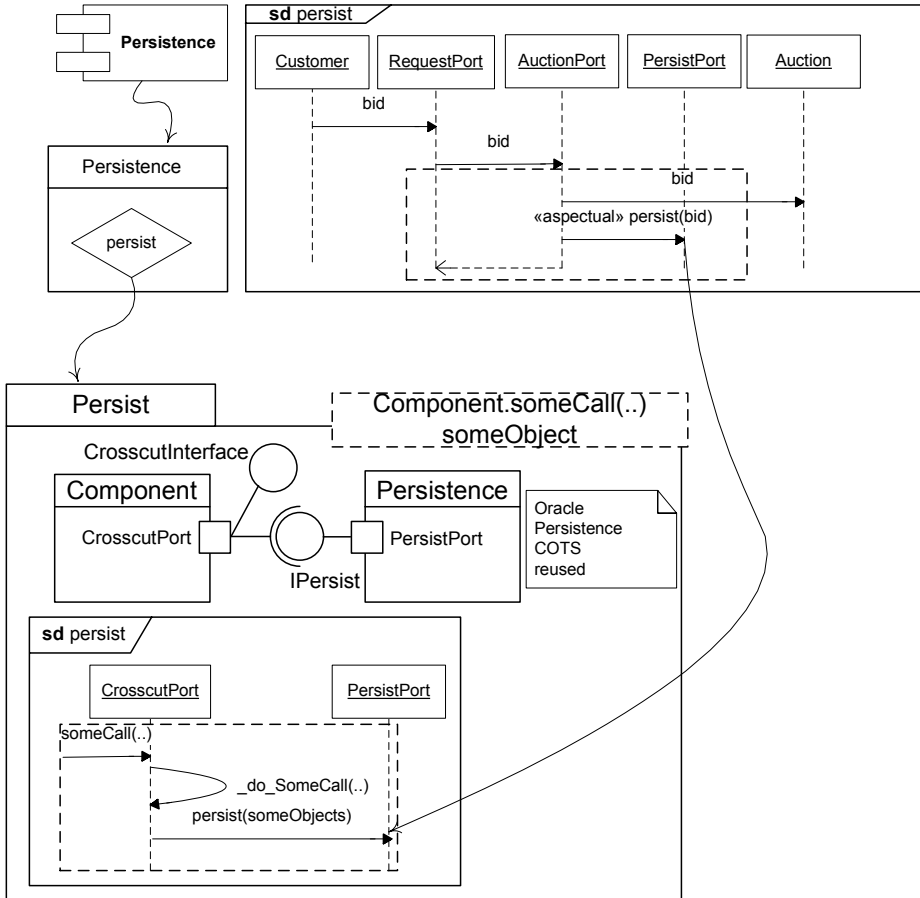 Persistence
sd persist
Customer
RequestPort
AuctionPort
PersistPort
Auction
bid
bid
bid
«aspectual» persist(bid)
Persistence
persist
Persist
Component.someCall(..)
someObject
CrosscutInterface
Component
CrosscutPort
IPersist
Persistence
PersistPort
Oracle
Persistence
COTS
reused
sd persist
CrosscutPort
PersistPort
someCall(..)
_do_SomeCall(..)
persist(someObjects)